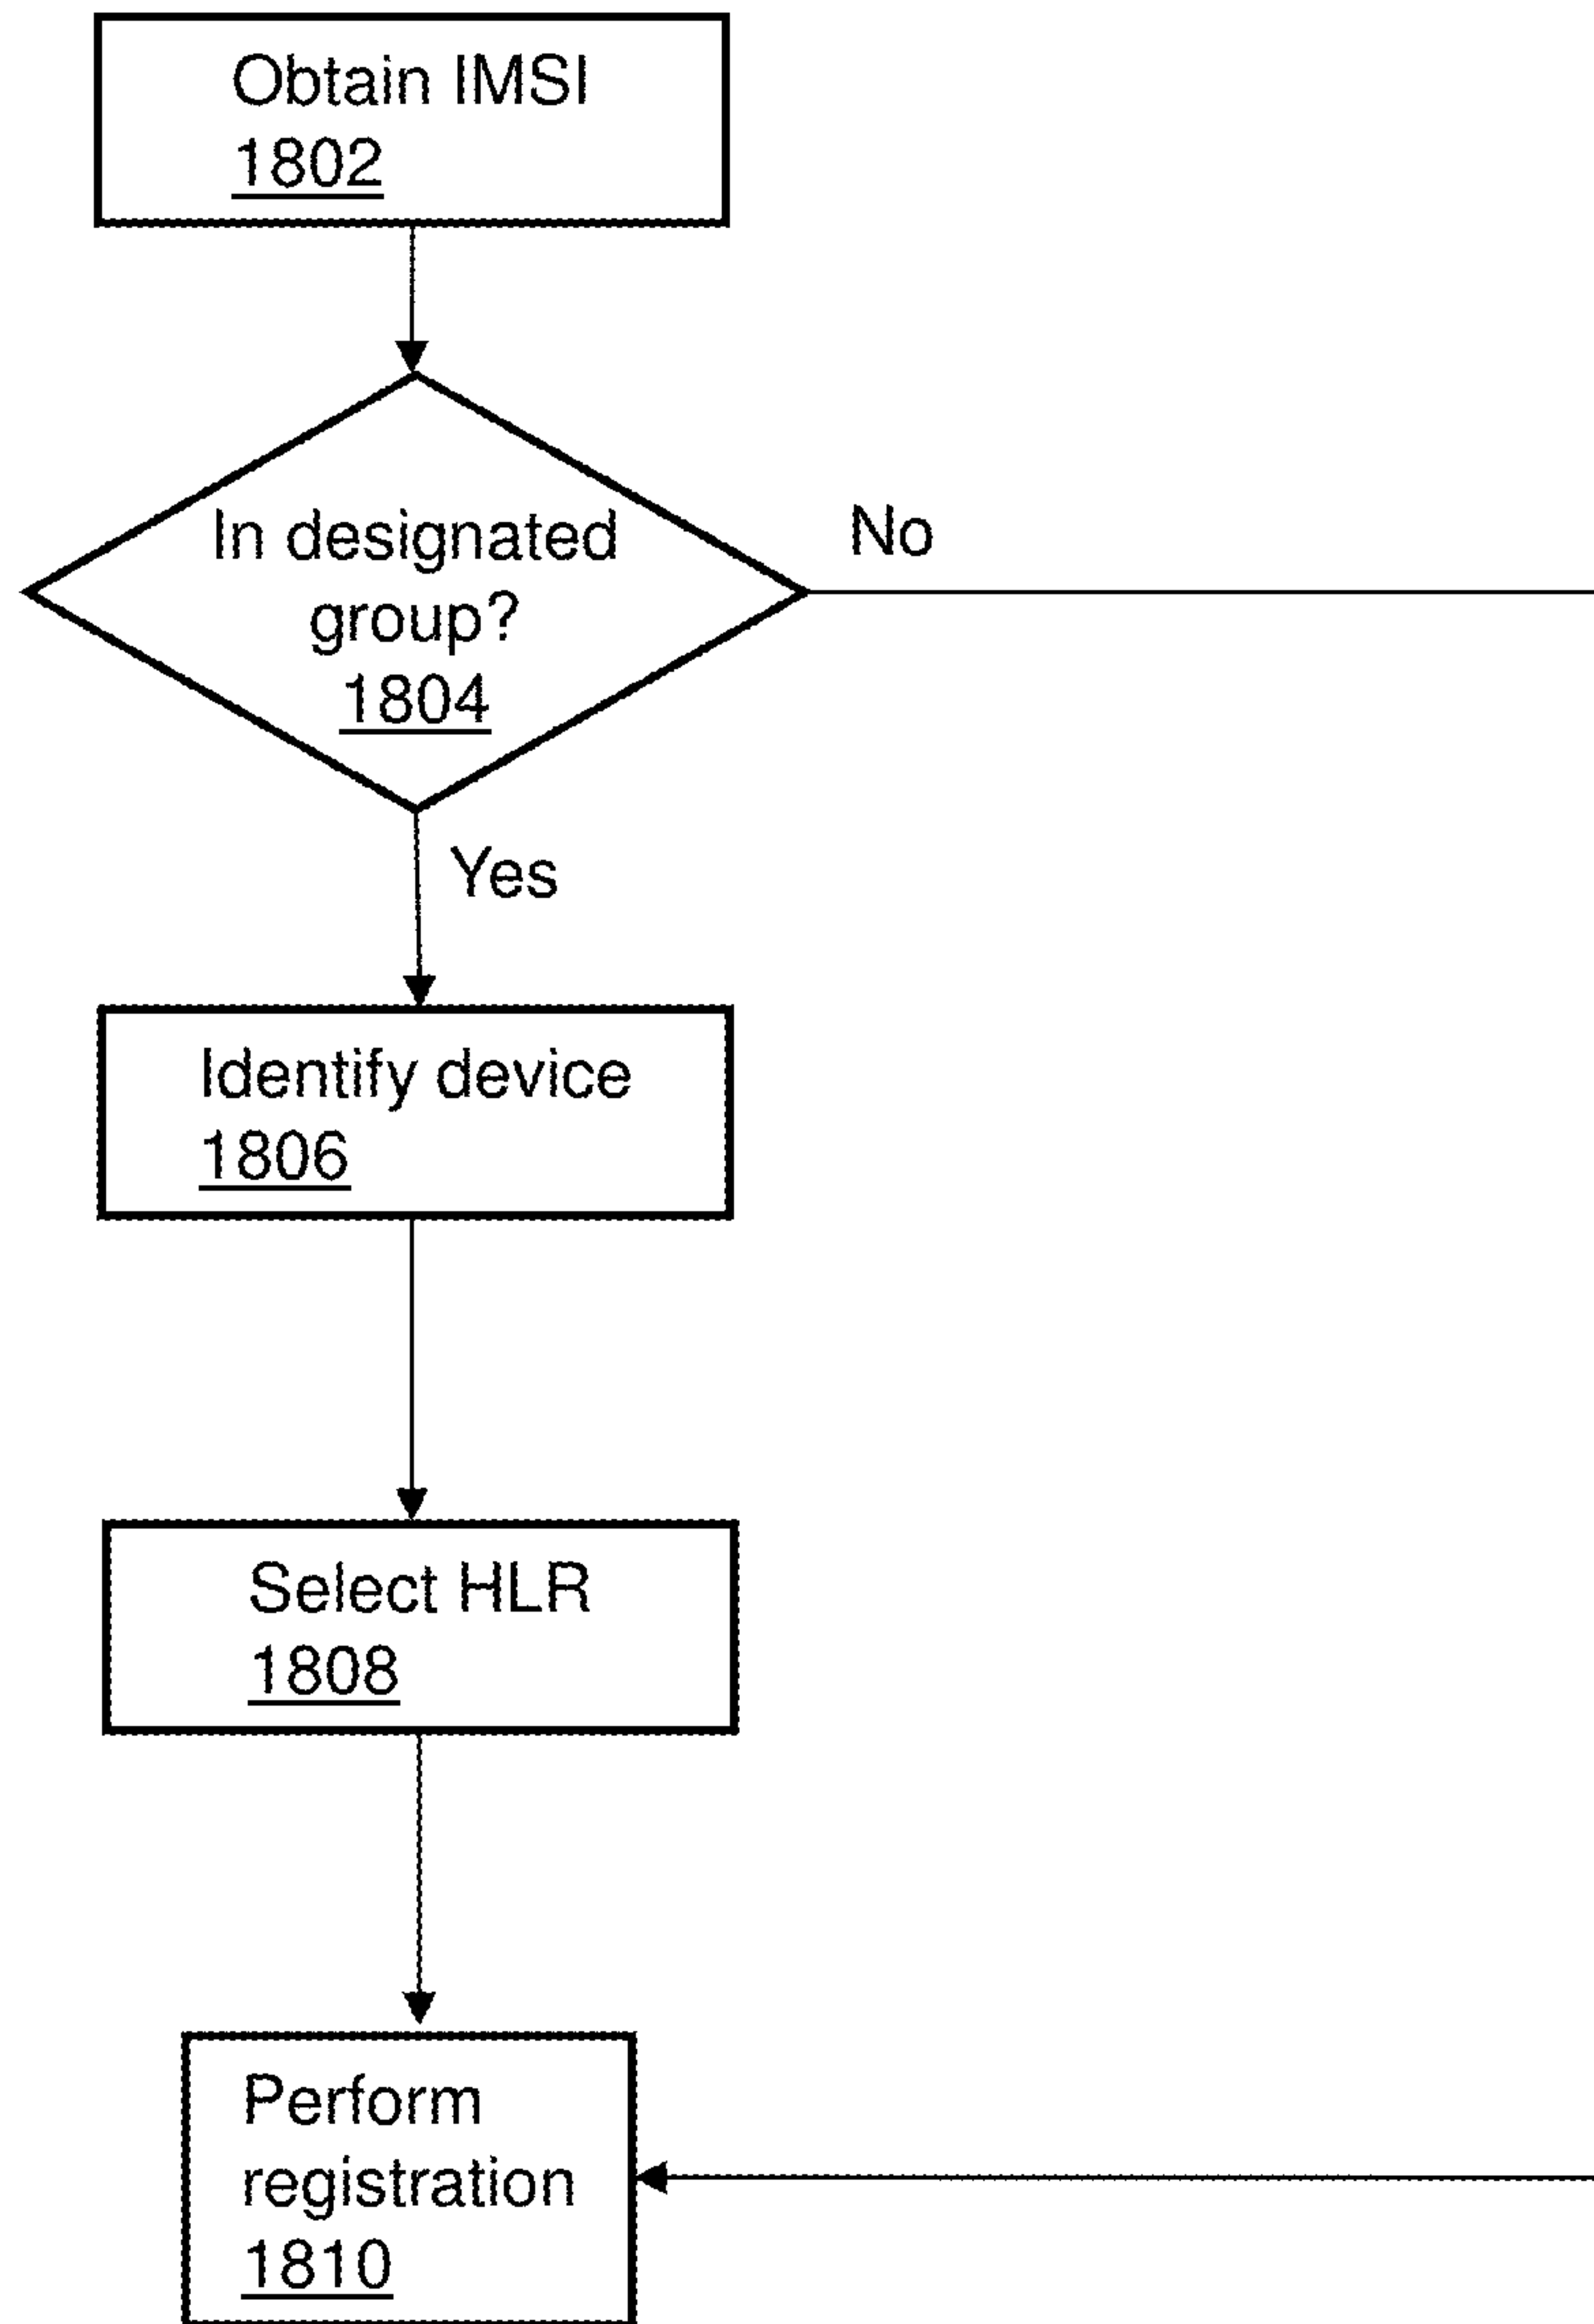 Obtain IMSI
1802
In designated
group?
1804
No
Yes
Identify device
1806
Select HLR
1808
Perform
registration
1810